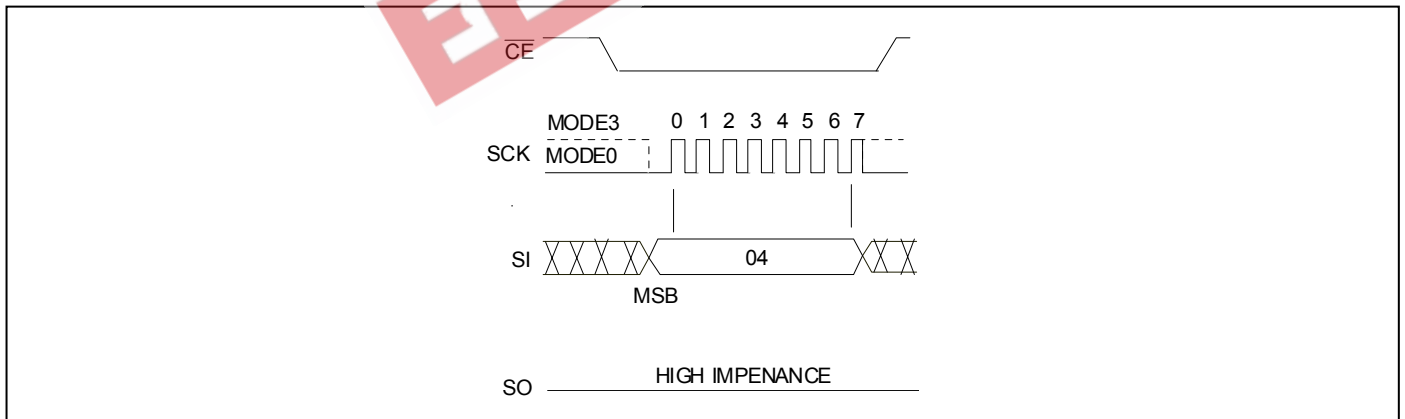 CE
MODE3 0 1 2 3 4 5 6 7
SCK MODE0
SI 04
MSB
SO HIGH IMPENANCE